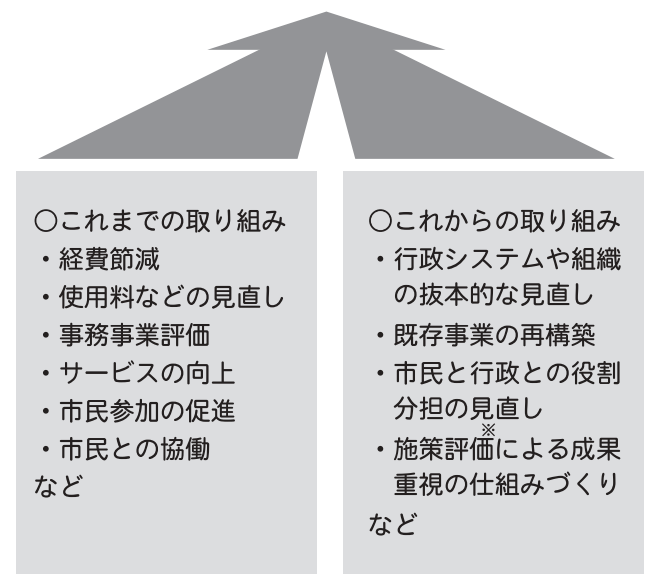 ○これまでの取り組み
・経費節減
・使用料などの見直し
・事務事業評価
・サービスの向上
・市民参加の促進
・市民との協働
など
○これからの取り組み
・行政システムや組織
の抜本的な見直し
・既存事業の再構築
・市民と行政との役割
分担の見直し
※
・施策評価による成果
重視の仕組みづくり
など